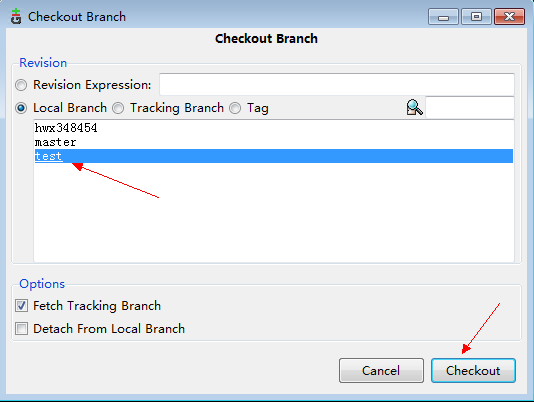 Checkout Branch
Checkout Branch
Revision
Revision Expression:
Local Branch Tracking Branch Tag
hwx348454
master
test
Options
Fetch Tracking Branch
Detach From Local Branch
Cancel Checkout